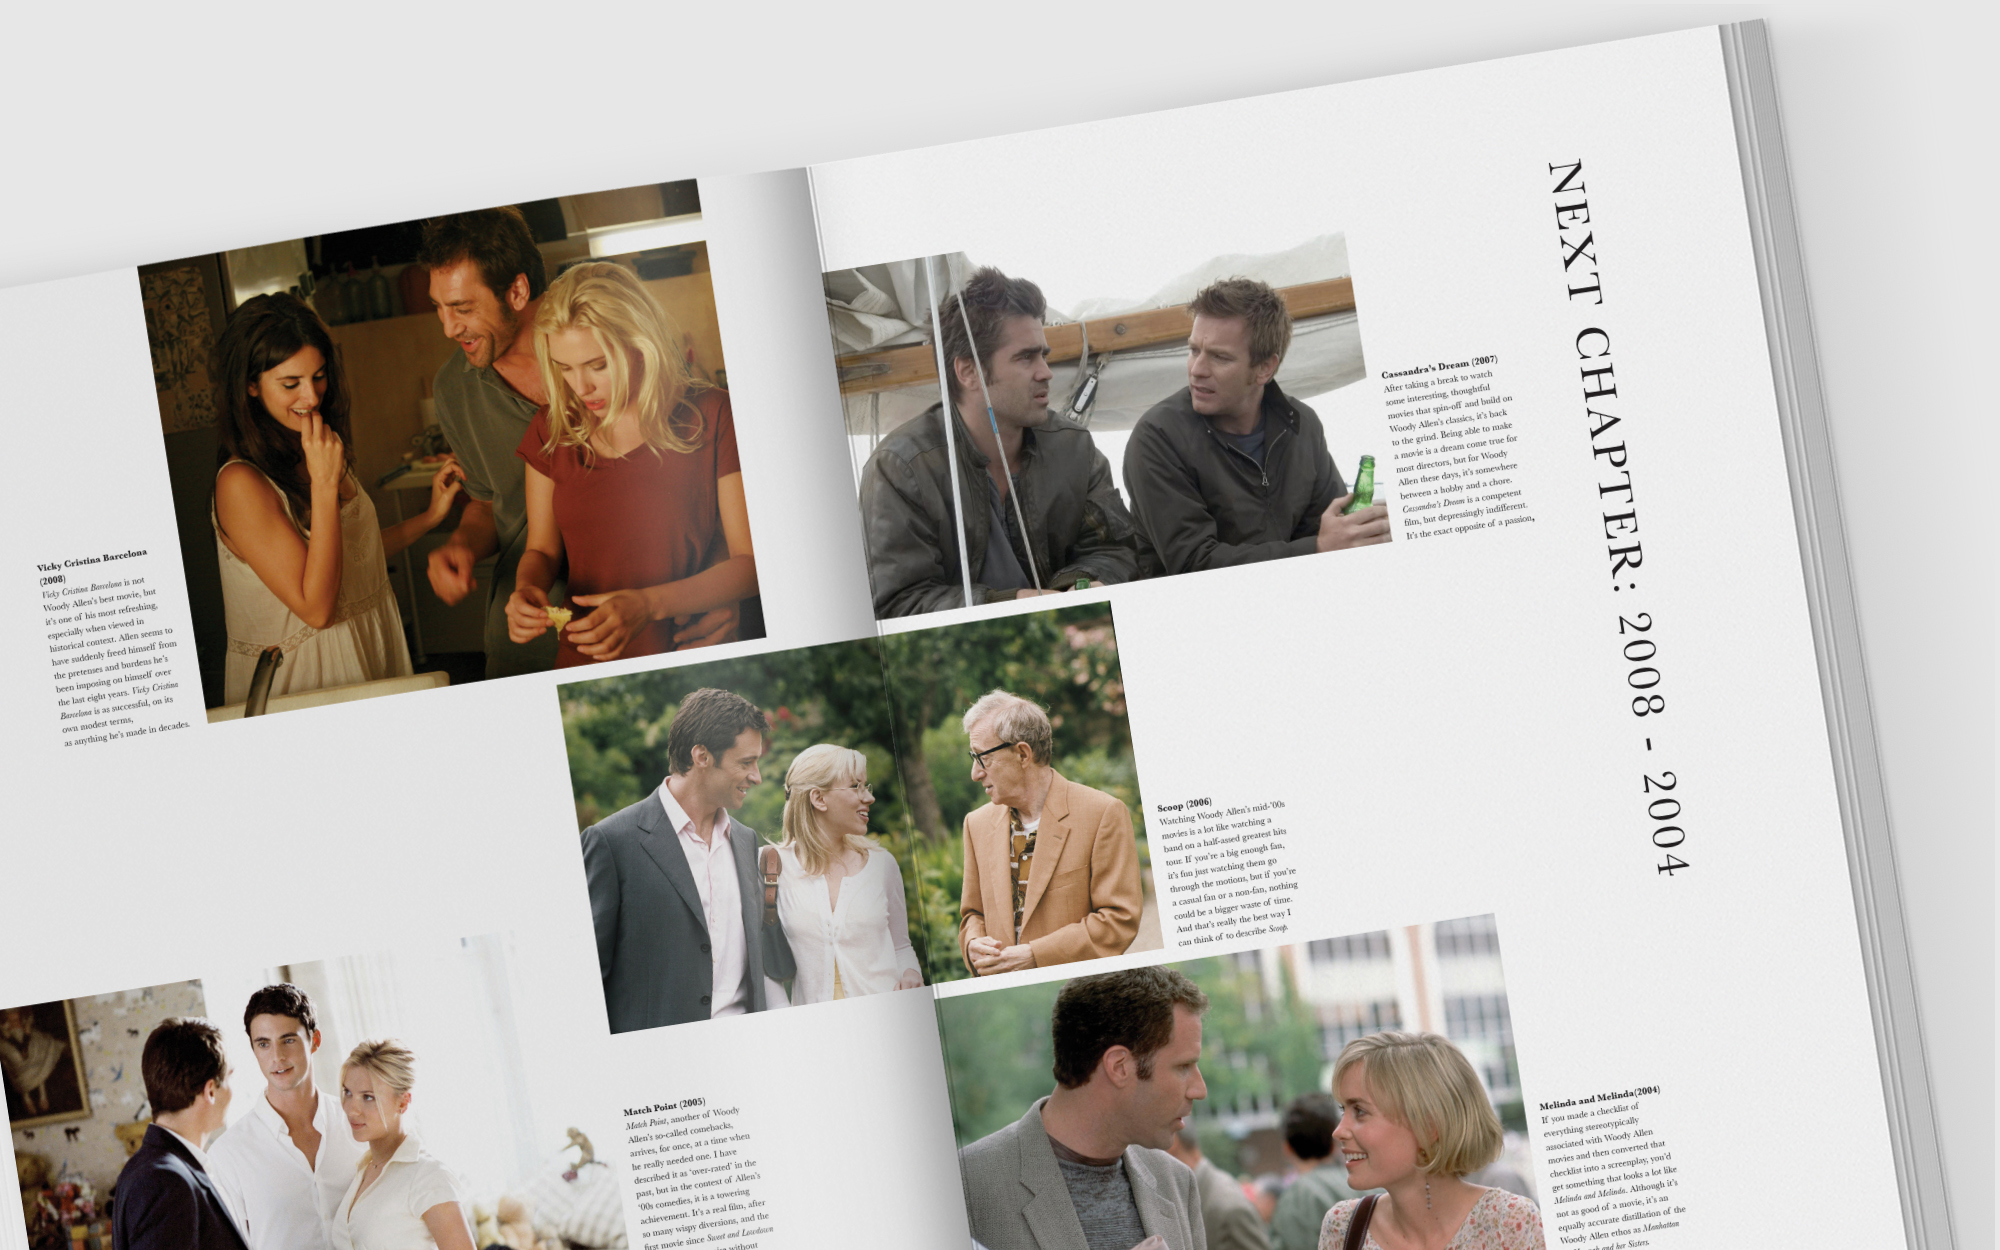 NEXT CHAPTER: 2008 - 2004
Vicky Cristina Barcelona
(2008)
Vicky Cristina Barcelona is not
Woody Allen's best movie, but
it's one of his most refreshing,
especially when viewed in
historical context. Allen seems to
have suddenly freed himself from
the pretenses and burdens he's
been imposing on himself over
the last eight years. Vicky Cristina
Barcelona is as successful, on its
own modest terms,
as anything he's made in decades.
Cassandra's Dream (2007)
After taking a break to watch
some interesting, thoughtful
movies that spin-off and build on
Woody Allen's classics, it's back
to the grind. Being able to make
a movie is a dream come true for
most directors, but for Woody
Allen these days, it's somewhere
between a hobby and a chore.
Cassandra's Dream is a competent
film, but depressingly indifferent.
It's the exact opposite of a passion,
Scoop (2006)
Watching Woody Allen's mid-'00s
movies is a lot like watching a
band on a half-assed greatest hits
tour. If you're a big enough fan,
it's fun just watching them go
through the motions, but if you're
a casual fan or a non-fan, nothing
could be a bigger waste of time.
And that's really the best way I
can think of to describe Scoop.
Match Point (2005)
Match Point, another of Woody
Allen's so-called comebacks,
arrives, for once, at a time when
he really needed one. I have
described it as 'over-rated' in the
past, but in the context of Allen's
'00s comedies, it is a towering
achievement. It's a real film, after
so many wispy diversions, and the
first movie since Sweet and Lowdown
without
Melinda and Melinda(2004)
If you made a checklist of
everything stereotypically
associated with Woody Allen
movies and then converted that
checklist into a screenplay, you'd
get something that looks a lot like
Melinda and Melinda. Although it's
not as good of a movie, it's an
equally accurate distillation of the
Woody Allen ethos as Manhattan
and her Sisters.